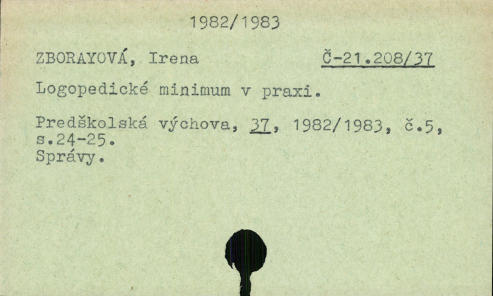 1982/1983
ZBORAYOVÁ, Irena Č-21.208/37
Logopedické minimum v praxi.
Predškolská výchova, 37, 1982/1983, č.5,
s.24-25.
Správy.